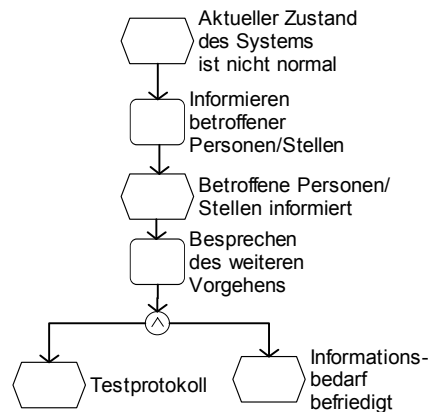 Aktueller Zustand
des Systems
ist nicht normal
Informieren
betroffener
Personen/Stellen
Betroffene Personen/
Stellen informiert
Besprechen
des weiteren
Vorgehens
Testprotokoll
Informations-
bedarf
befriedigt